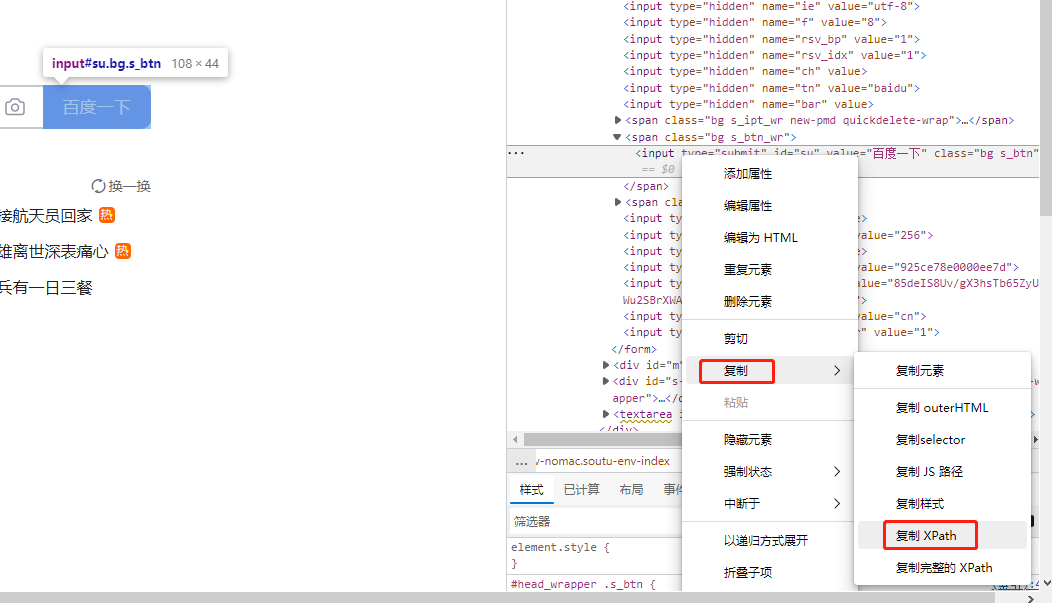 input#su.bg.s_btn 108 × 44
百度一下
换一换
接航天员回家 热
雄离世深表痛心 热
兵有一日三餐
<input type="hidden" name="ie" value="utf-8">
<input type="hidden" name="f" value="8">
<input type="hidden" name="rsv_bp" value="1">
<input type="hidden" name="rsv_idx" value="1">
<input type="hidden" name="ch" value>
<input type="hidden" name="tn" value="baidu">
<input type="hidden" name="bar" value>
<span class="bg s_ipt_wr new-pmd quickdelete-wrap">…</span>
<span class="bg s_btn_wr">
<input type="submit" id="su" value="百度一下" class="bg s_btn"
== $0
</span>
<span cla
<input ty
<input ty value="256">
<input ty
<input ty value="925ce78e0000ee7d">
<input ty alue="85deIS8Uv/gX3hsTb65ZyU
Wu2SBrXWA ">
<input ty alue="cn">
<input ty " value="1">
</form>
<div id="m"
<div id="s-
apper">…</
<textarea
</div>
… v-nomac.soutu-env-index
样式 已计算 布局 事件
筛选器
element.style {
}
#head_wrapper .s_btn {
添加属性
编辑属性
编辑为 HTML
重复元素
删除元素
剪切
复制
粘贴
隐藏元素
强制状态
中断于
以递归方式展开
折叠子项
复制元素
复制 outerHTML
复制selector
复制 JS 路径
复制样式
复制 XPath
复制完整的 XPath